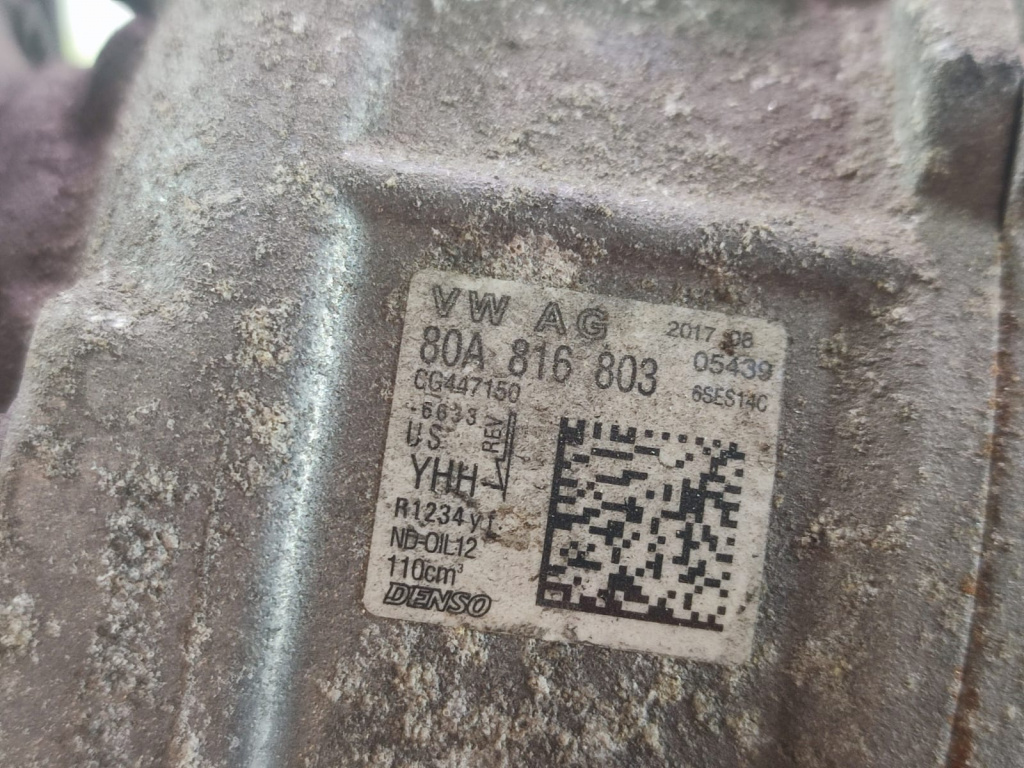 VW AG 2017 08
80A 816 803 05439
CG447150 6SES14C
-6633
US REV
YHH
R1234yf
ND-OIL12
110cm³
DENSO